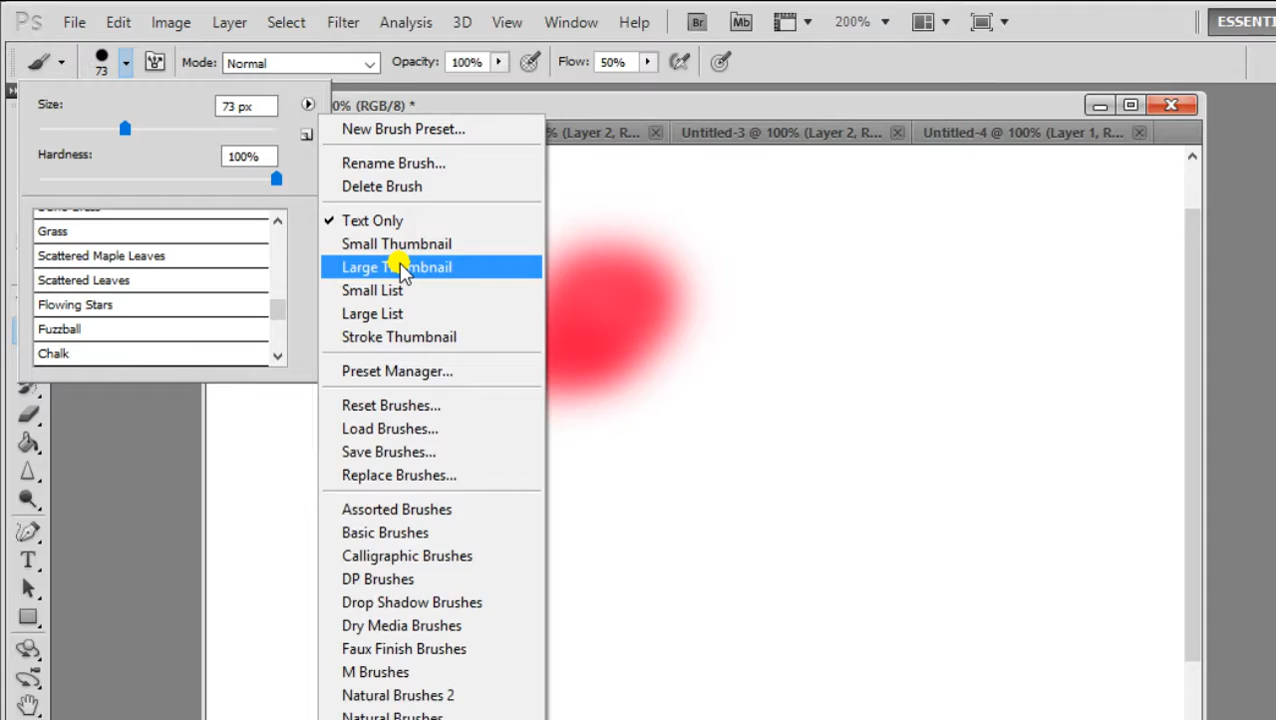 Ps File Edit Image Layer Select Filter Analysis 3D View Window Help Br Mb 200% ESSENTI
73 Mode: Normal Opacity: 100% Flow: 50%
Size: 73 px
Hardness: 100%
Grass
Scattered Maple Leaves
Scattered Leaves
Flowing Stars
Fuzzball
Chalk
0% (RGB/8) *
% (Layer 2, R... Untitled-3 @ 100% (Layer 2, R... Untitled-4 @ 100% (Layer 1, R...
New Brush Preset...
Rename Brush...
Delete Brush
Text Only
Small Thumbnail
Large Thumbnail
Small List
Large List
Stroke Thumbnail
Preset Manager...
Reset Brushes...
Load Brushes...
Save Brushes...
Replace Brushes...
Assorted Brushes
Basic Brushes
Calligraphic Brushes
DP Brushes
Drop Shadow Brushes
Dry Media Brushes
Faux Finish Brushes
M Brushes
Natural Brushes 2
Natural Brushes